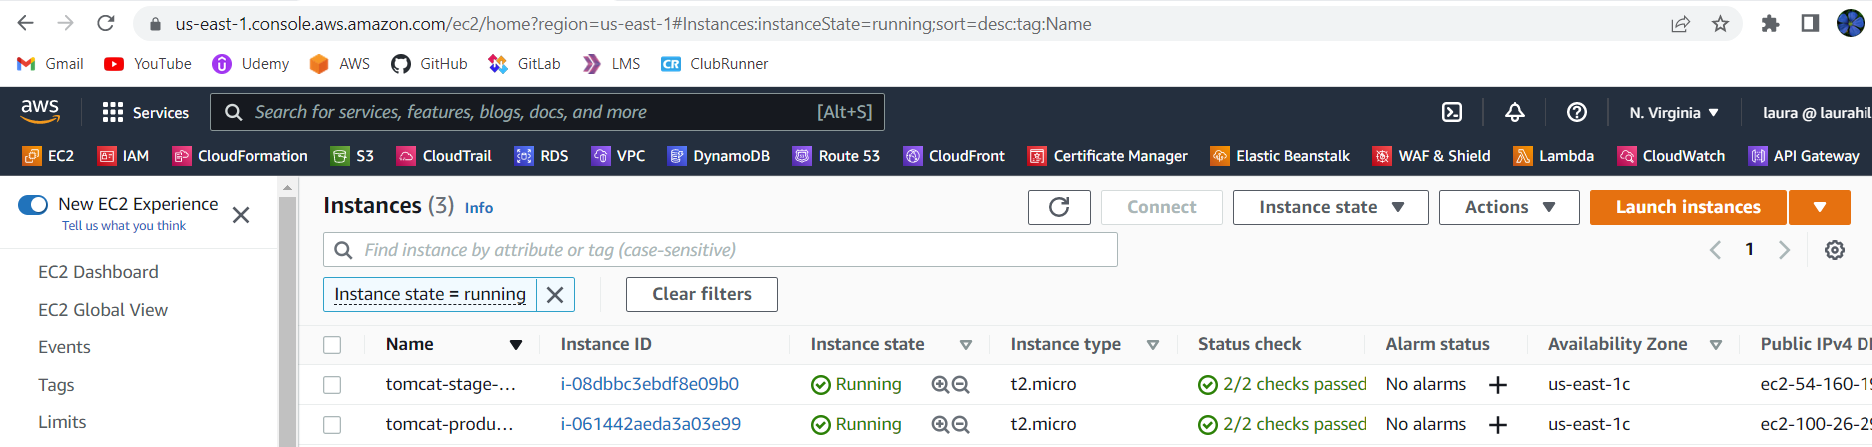 us-east-1.console.aws.amazon.com/ec2/home?region=us-east-1#Instances:instanceState=running;sort=desc:tag:Name
Gmail YouTube Udemy AWS GitHub GitLab LMS CR ClubRunner
aws Services Search for services, features, blogs, docs, and more [Alt+S] N. Virginia laura @ laurahil
EC2 IAM CloudFormation S3 CloudTrail RDS VPC DynamoDB Route 53 CloudFront Certificate Manager Elastic Beanstalk WAF & Shield Lambda CloudWatch API Gateway
New EC2 Experience
Tell us what you think
EC2 Dashboard
EC2 Global View
Events
Tags
Limits
Instances (3) Info Connect Instance state Actions Launch instances
Find instance by attribute or tag (case-sensitive) 1
Instance state = running Clear filters
Name Instance ID Instance state Instance type Status check Alarm status Availability Zone Public IPv4 D
tomcat-stage-... i-08dbbc3ebdf8e09b0 Running t2.micro 2/2 checks passed No alarms + us-east-1c ec2-54-160-19
tomcat-produ... i-061442aeda3a03e99 Running t2.micro 2/2 checks passed No alarms + us-east-1c ec2-100-26-29